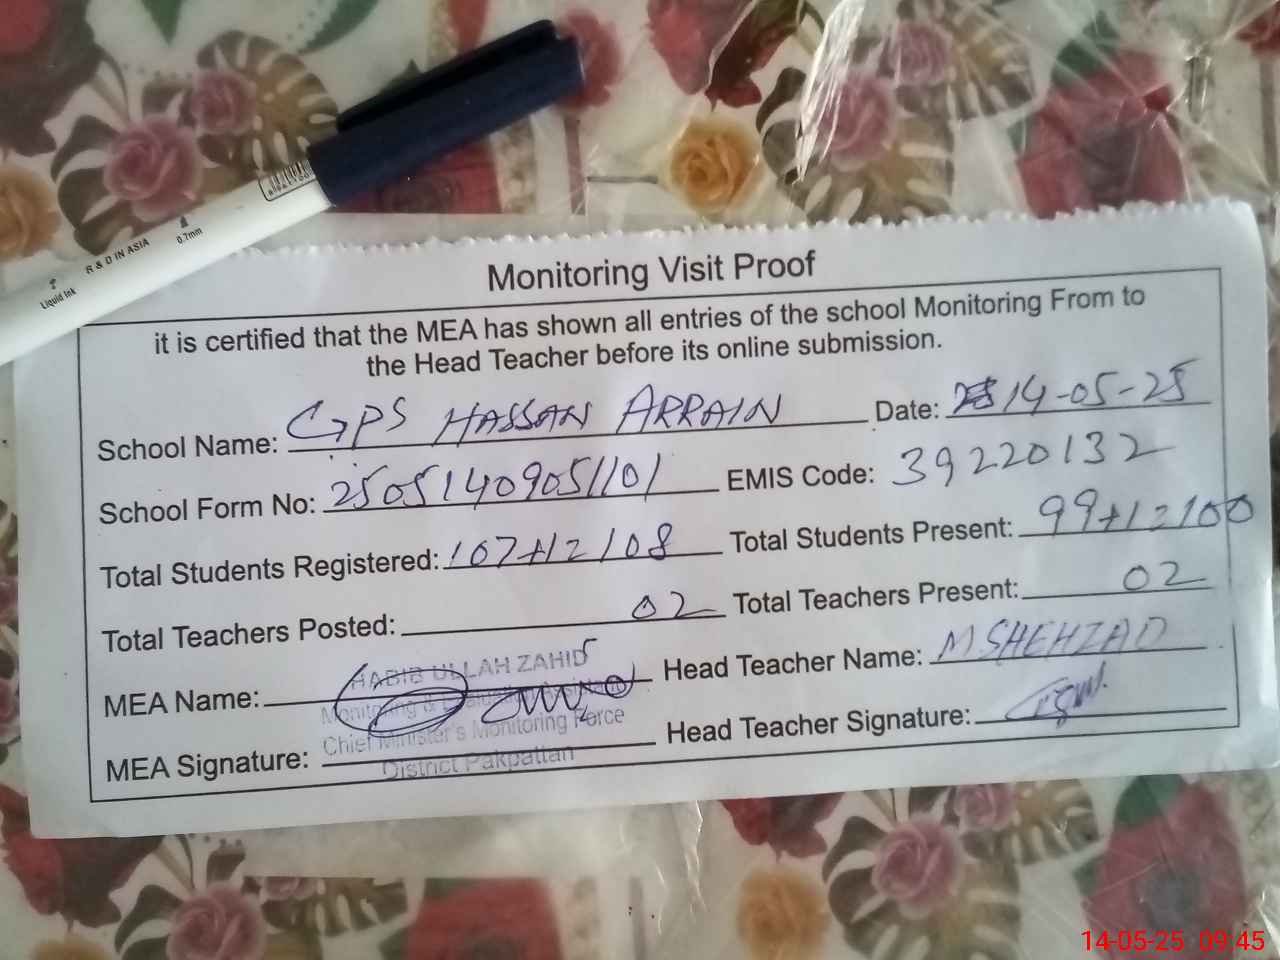 R & D IN ASIA
0.7mm
Liquid Ink
Monitoring Visit Proof
it is certified that the MEA has shown all entries of the school Monitoring From to
the Head Teacher before its online submission.
School Name: GPS HASSAN ARRAIN Date: 14-05-25
School Form No: 25051409051101 EMIS Code: 39220132
Total Students Registered: 107+1=108 Total Students Present: 99+1=100
Total Teachers Posted: 02 Total Teachers Present: 02
MEA Name: HABIB ULLAH ZAHID Head Teacher Name: M.SHEHZAD
Monitoring & Evaluation Assistant
Chief Minister's Monitoring Force
MEA Signature: Head Teacher Signature:
District Pakpattan
14-05-25 09:45